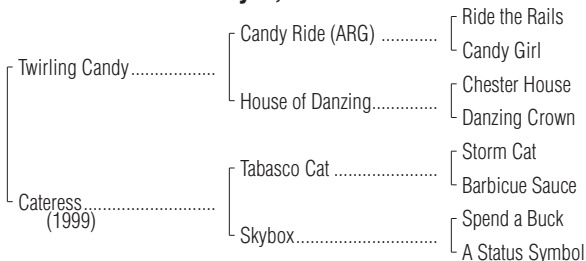 Ride the Rails
Candy Ride (ARG) ............
Candy Girl
Twirling Candy..................
Chester House
House of Danzing..............
Danzing Crown
Storm Cat
Tabasco Cat ......................
Barbicue Sauce
Cateress............................
(1999)
Spend a Buck
Skybox..............................
A Status Symbol